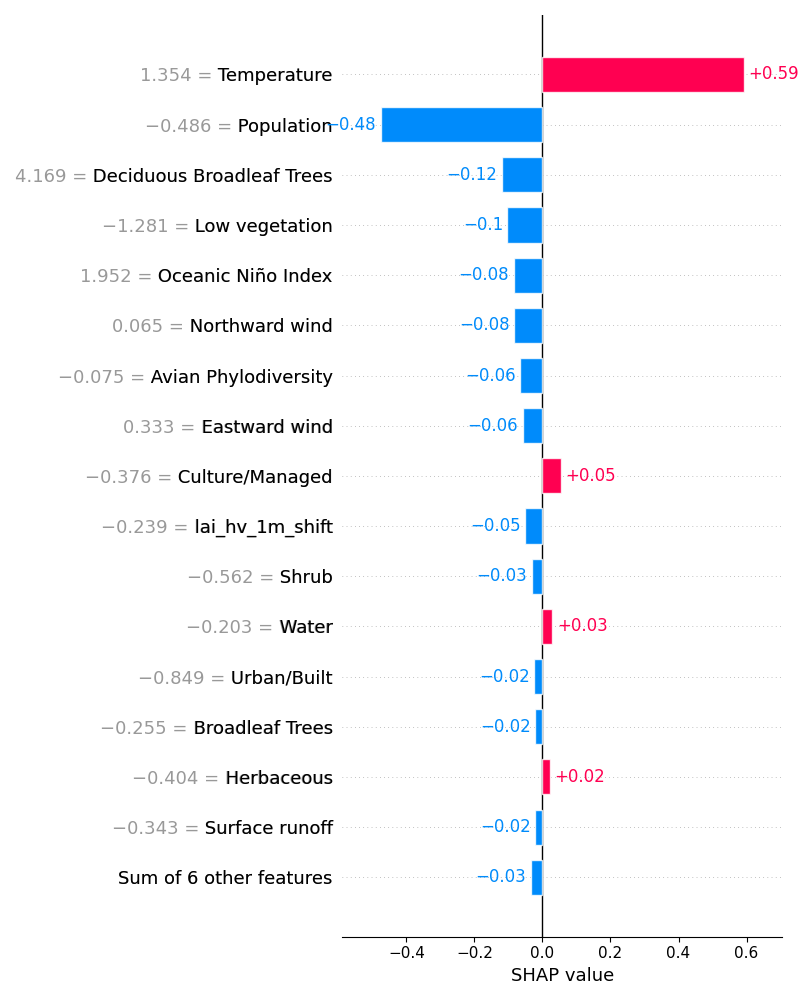 1.354 = Temperature +0.59
−0.486 = Population −0.48
4.169 = Deciduous Broadleaf Trees −0.12
−1.281 = Low vegetation −0.1
1.952 = Oceanic Niño Index −0.08
0.065 = Northward wind −0.08
−0.075 = Avian Phylodiversity −0.06
0.333 = Eastward wind −0.06
−0.376 = Culture/Managed +0.05
−0.239 = lai_hv_1m_shift −0.05
−0.562 = Shrub −0.03
−0.203 = Water +0.03
−0.849 = Urban/Built −0.02
−0.255 = Broadleaf Trees −0.02
−0.404 = Herbaceous +0.02
−0.343 = Surface runoff −0.02
Sum of 6 other features −0.03
−0.4 −0.2 0.0 0.2 0.4 0.6
SHAP value